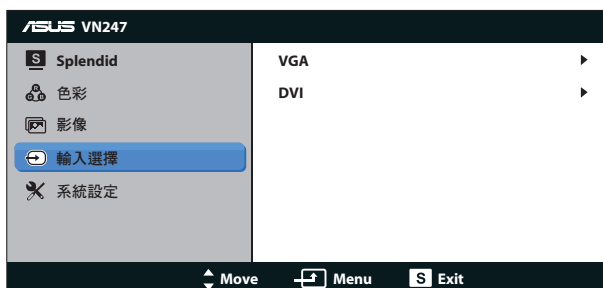 ASUS VN247
S Splendid
色彩
影像
輸入選擇
系統設定
VGA
DVI
Move Menu S Exit